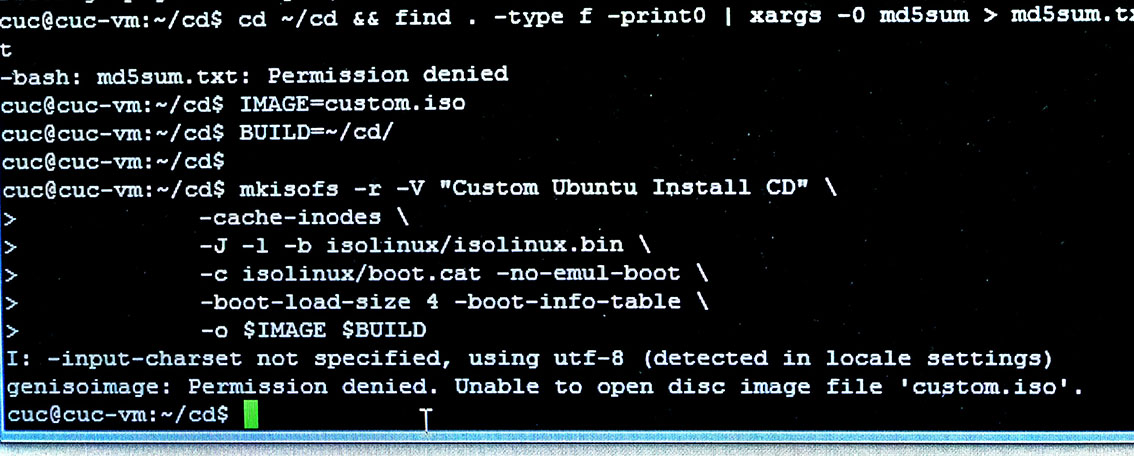 cuc@cuc-vm:~/cd$ cd ~/cd && find . -type f -print0 | xargs -0 md5sum > md5sum.tx
t
-bash: md5sum.txt: Permission denied
cuc@cuc-vm:~/cd$ IMAGE=custom.iso
cuc@cuc-vm:~/cd$ BUILD=~/cd/
cuc@cuc-vm:~/cd$
cuc@cuc-vm:~/cd$ mkisofs -r -V "Custom Ubuntu Install CD" \
>            -cache-inodes \
>            -J -l -b isolinux/isolinux.bin \
>            -c isolinux/boot.cat -no-emul-boot \
>            -boot-load-size 4 -boot-info-table \
>            -o $IMAGE $BUILD
I: -input-charset not specified, using utf-8 (detected in locale settings)
genisoimage: Permission denied. Unable to open disc image file 'custom.iso'.
cuc@cuc-vm:~/cd$